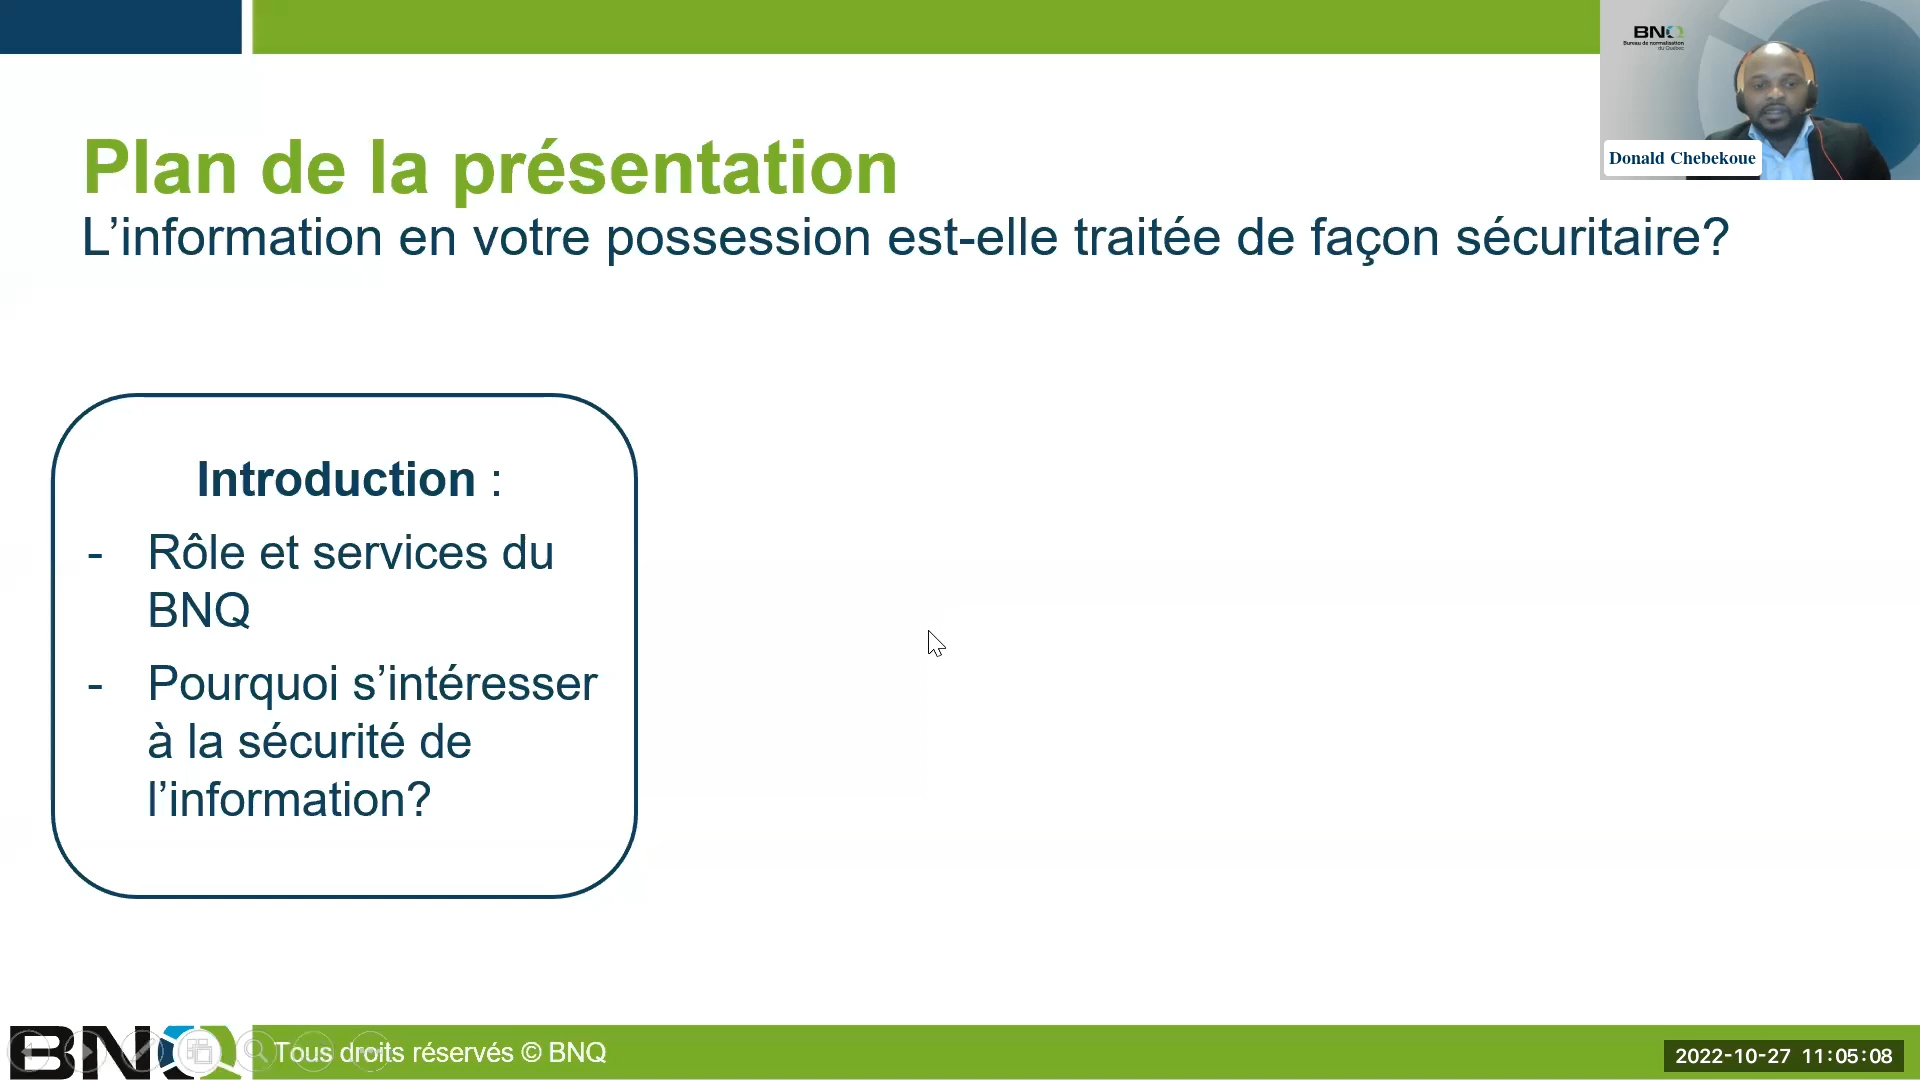 BNQ
Bureau de normalisation
du Québec
Donald Chebekoue
Plan de la présentation
L’information en votre possession est-elle traitée de façon sécuritaire?
Introduction :
- Rôle et services du
BNQ
- Pourquoi s’intéresser
à la sécurité de
l’information?
BNQ
Tous droits réservés © BNQ
2022-10-27 11:05:08